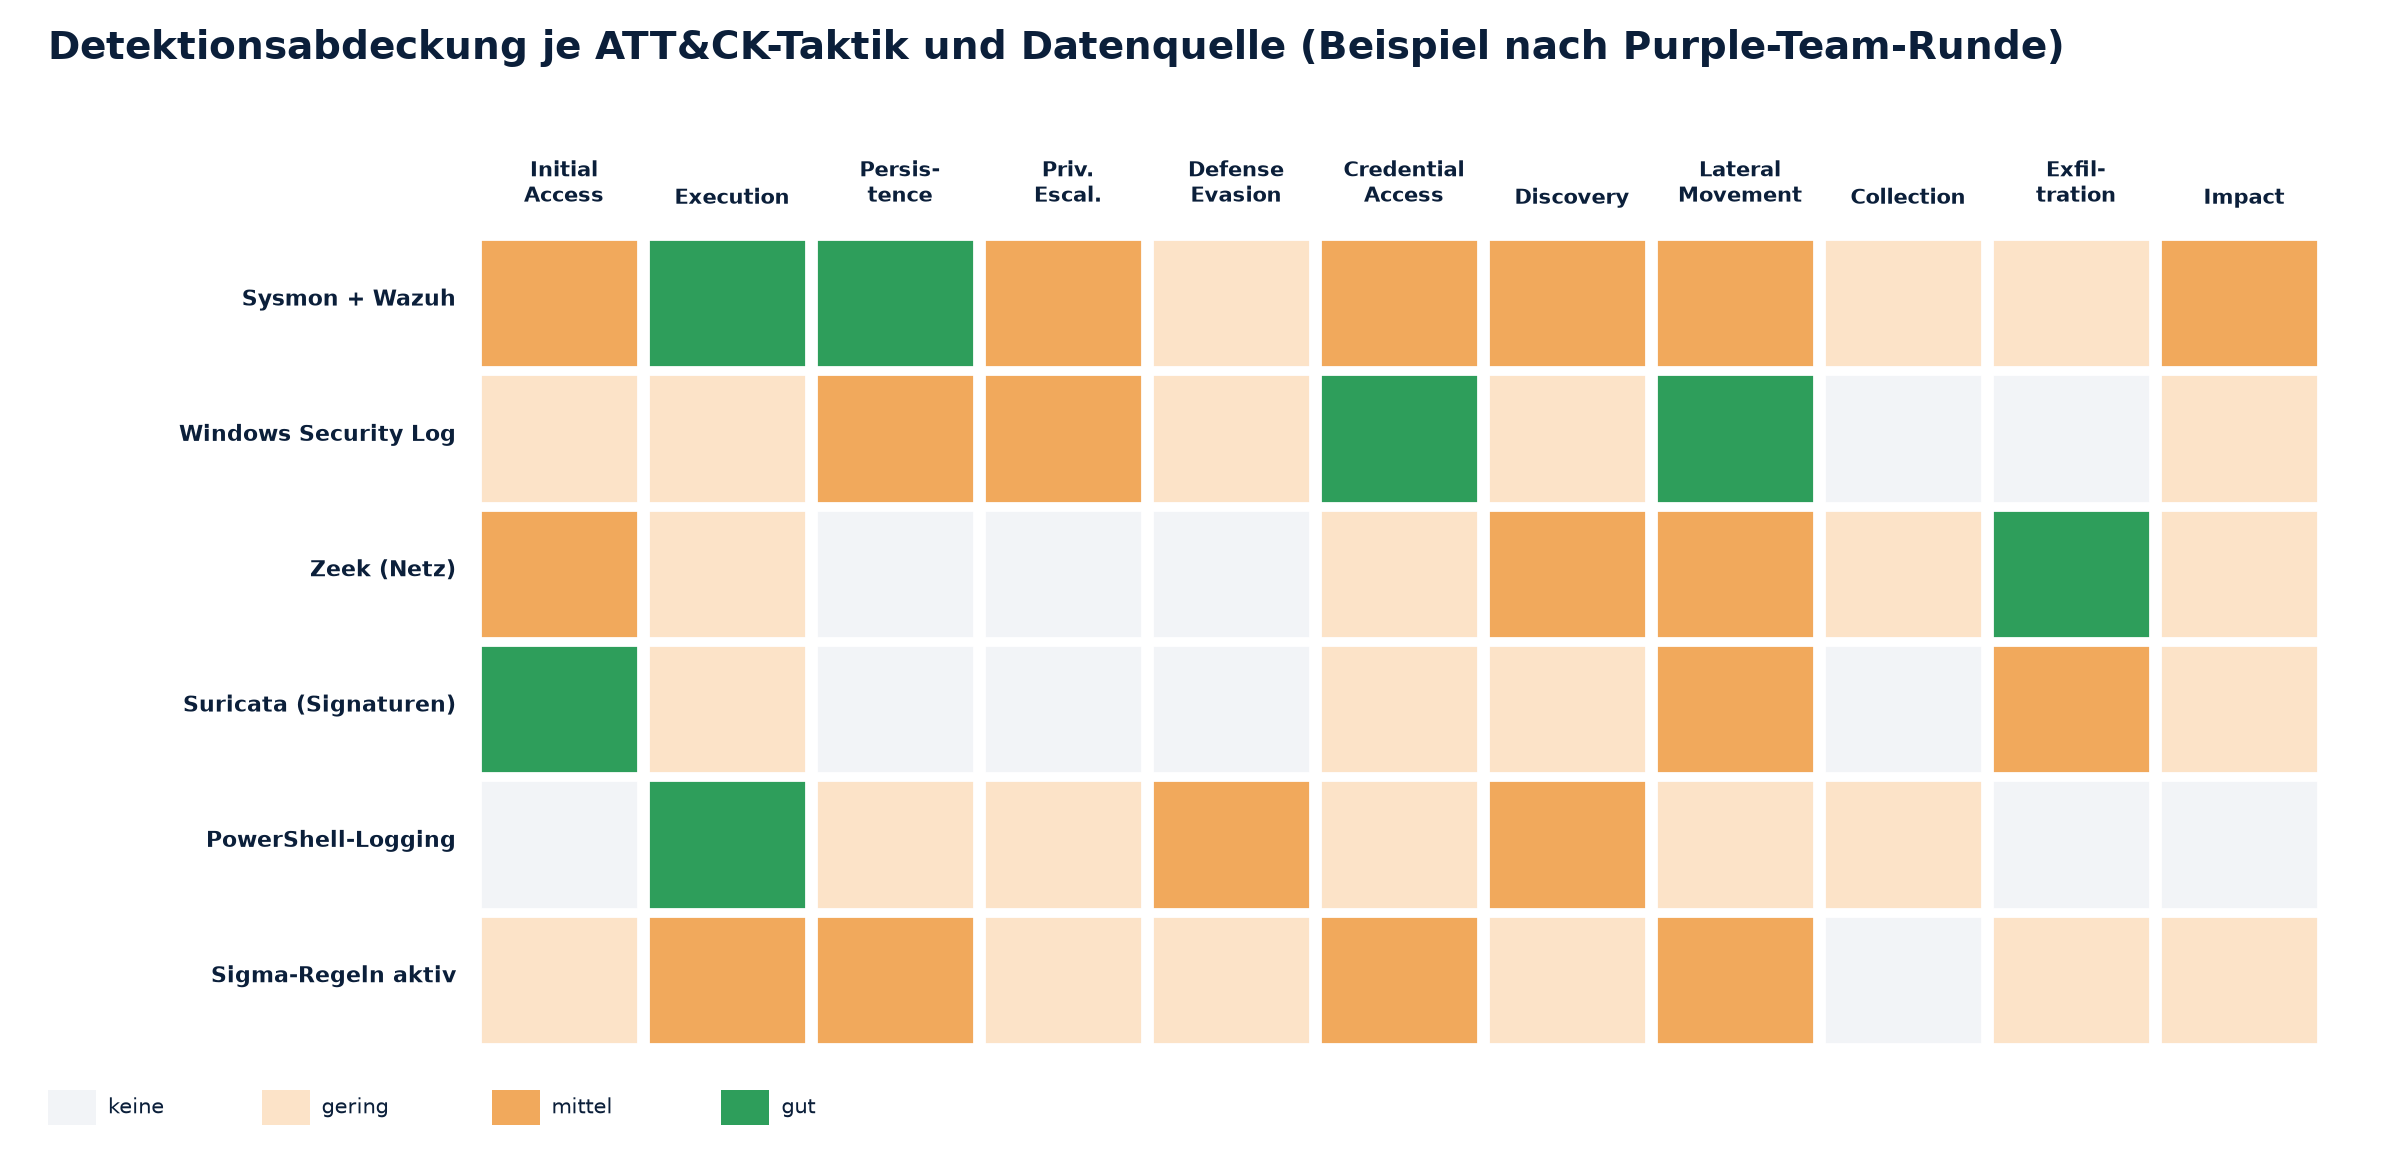 Detektionsabdeckung je ATT&CK-Taktik und Datenquelle (Beispiel nach Purple-Team-Runde)
Initial
Access
Execution
Persis-
tence
Priv.
Escal.
Defense
Evasion
Credential
Access
Discovery
Lateral
Movement
Collection
Exfil-
tration
Impact
Sysmon + Wazuh
Windows Security Log
Zeek (Netz)
Suricata (Signaturen)
PowerShell-Logging
Sigma-Regeln aktiv
keine
gering
mittel
gut